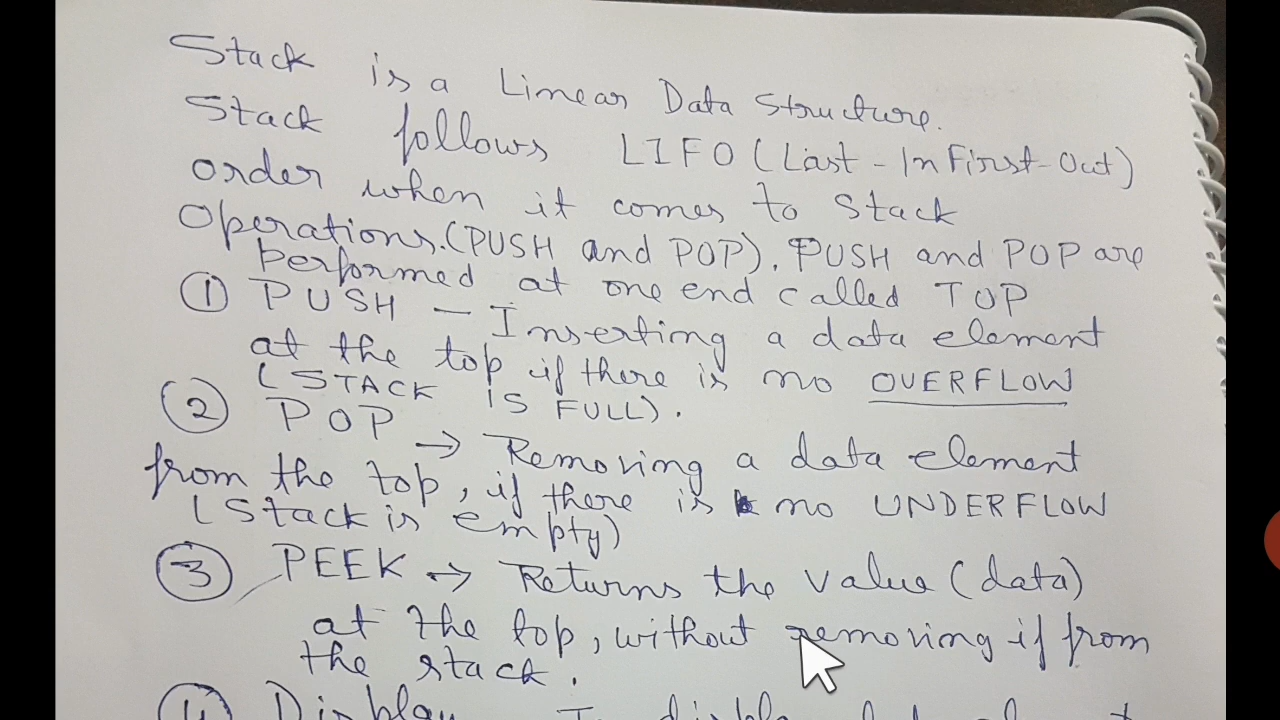 Stack is a Linear Data Structure.
Stack follows LIFO (Last-In First-Out)
order when it comes to Stack
Operations. (PUSH and POP). PUSH and POP are
performed at one end called TOP
① PUSH — Inserting a data element
at the top if there is no OVERFLOW
(STACK IS FULL).
② POP → Removing a data element
from the top, if there is no UNDERFLOW
(Stack is empty)
③ PEEK → Returns the value (data)
at the top, without removing if from
the stack.
④ Display